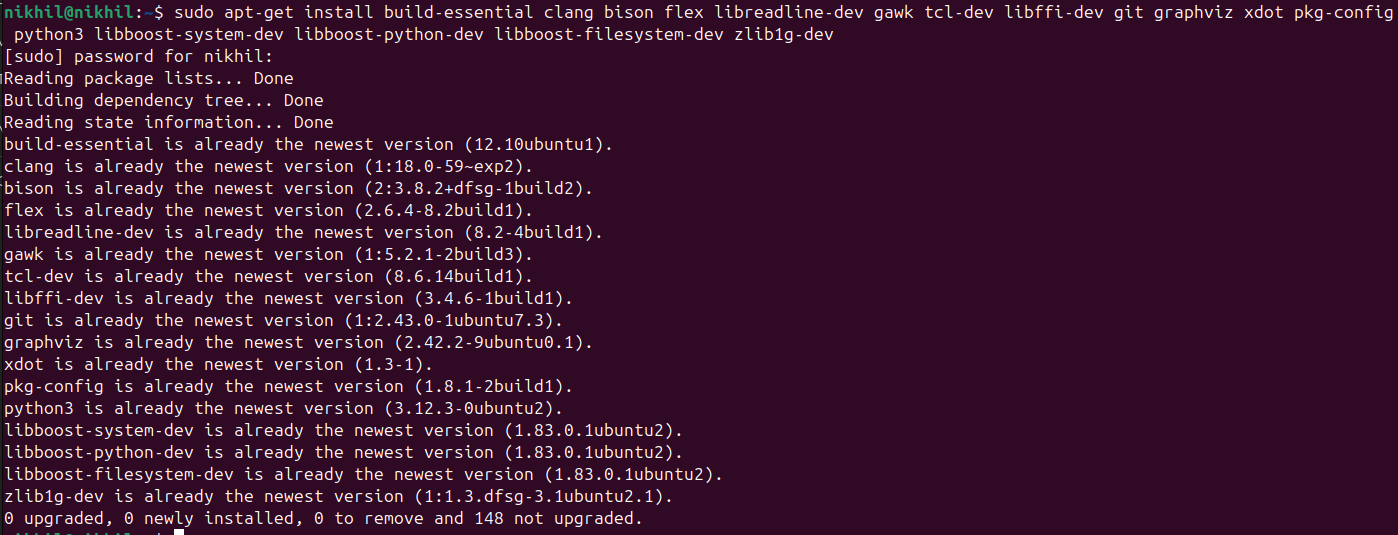 nikhil@nikhil:~$ sudo apt-get install build-essential clang bison flex libreadline-dev gawk tcl-dev libffi-dev git graphviz xdot pkg-config
python3 libboost-system-dev libboost-python-dev libboost-filesystem-dev zlib1g-dev
[sudo] password for nikhil:
Reading package lists... Done
Building dependency tree... Done
Reading state information... Done
build-essential is already the newest version (12.10ubuntu1).
clang is already the newest version (1:18.0-59~exp2).
bison is already the newest version (2:3.8.2+dfsg-1build2).
flex is already the newest version (2.6.4-8.2build1).
libreadline-dev is already the newest version (8.2-4build1).
gawk is already the newest version (1:5.2.1-2build3).
tcl-dev is already the newest version (8.6.14build1).
libffi-dev is already the newest version (3.4.6-1build1).
git is already the newest version (1:2.43.0-1ubuntu7.3).
graphviz is already the newest version (2.42.2-9ubuntu0.1).
xdot is already the newest version (1.3-1).
pkg-config is already the newest version (1.8.1-2build1).
python3 is already the newest version (3.12.3-0ubuntu2).
libboost-system-dev is already the newest version (1.83.0.1ubuntu2).
libboost-python-dev is already the newest version (1.83.0.1ubuntu2).
libboost-filesystem-dev is already the newest version (1.83.0.1ubuntu2).
zlib1g-dev is already the newest version (1:1.3.dfsg-3.1ubuntu2.1).
0 upgraded, 0 newly installed, 0 to remove and 148 not upgraded.